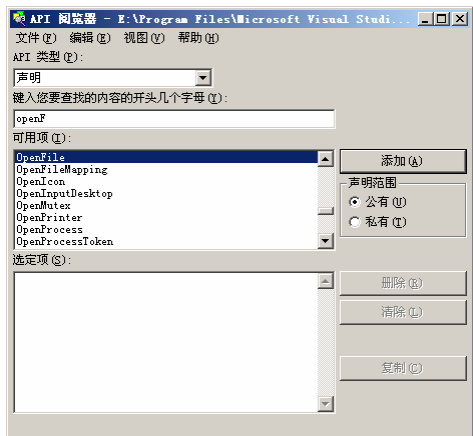 API 阅览器 - E:\Program Files\Microsoft Visual Studi...
文件(F) 编辑(E) 视图(V) 帮助(H)
API 类型(P):
声明
键入您要查找的内容的开头几个字母(Y):
openF
可用项(I):
OpenFile
OpenFileMapping
OpenIcon
OpenInputDesktop
OpenMutex
OpenPrinter
OpenProcess
OpenProcessToken
添加(A)
声明范围
公有(U)
私有(T)
选定项(S):
删除(R)
清除(L)
复制(C)